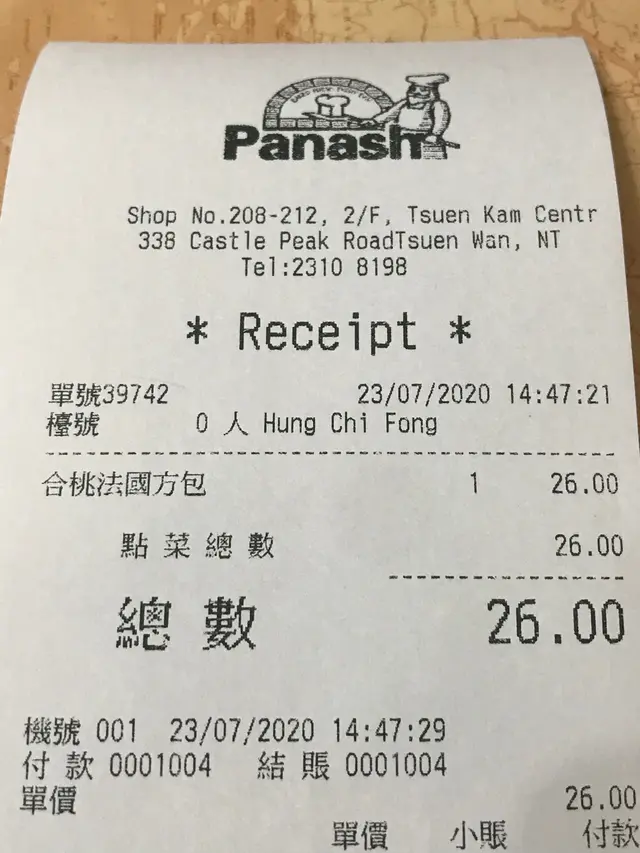 Panash
Shop No.208-212, 2/F, Tsuen Kam Centr
338 Castle Peak RoadTsuen Wan, NT
Tel:2310 8198
* Receipt *
單號39742 23/07/2020 14:47:21
檯號 0 人 Hung Chi Fong
合桃法國方包 1 26.00
點菜總數 26.00
總數 26.00
機號 001 23/07/2020 14:47:29
付款 0001004 結賬 0001004
單價 26.00
單價 小賬 付款